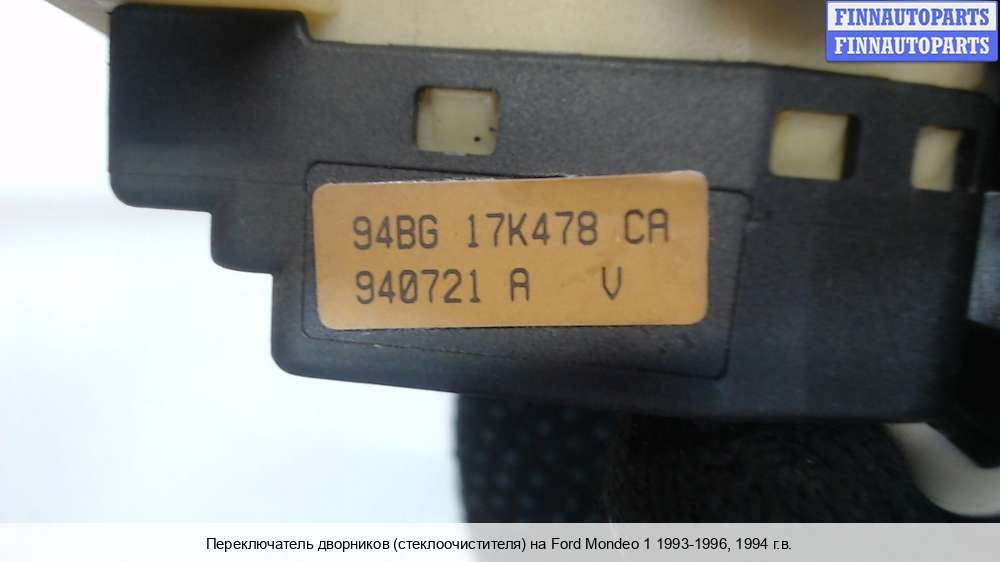 FINNAUTOPARTS
FINNAUTOPARTS
94BG 17K478 CA
940721 A V
Переключатель дворников (стеклоочистителя) на Ford Mondeo 1 1993-1996, 1994 г.в.